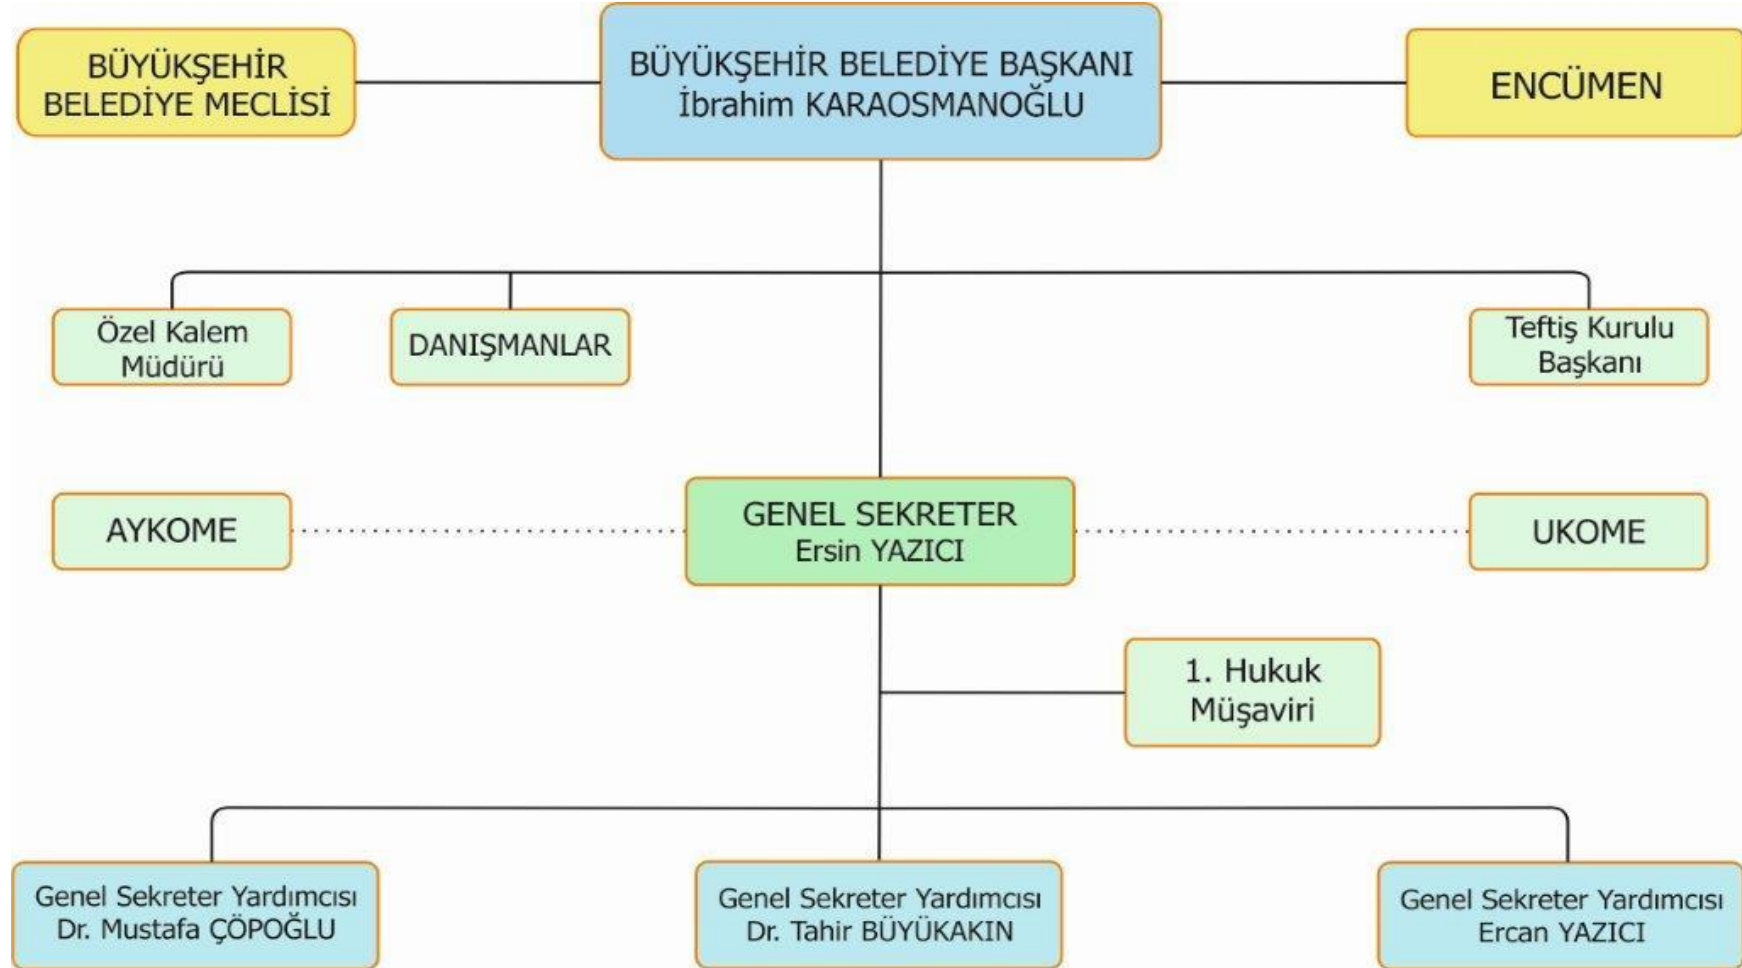 BÜYÜKŞEHİR
BELEDİYE MECLİSİ
BÜYÜKŞEHİR BELEDİYE BAŞKANI
İbrahim KARAOSMANOĞLU
ENCÜMEN
Özel Kalem
Müdürü
DANIŞMANLAR
Teftiş Kurulu
Başkanı
AYKOME
GENEL SEKRETER
Ersin YAZICI
UKOME
1. Hukuk
Müşaviri
Genel Sekreter Yardımcısı
Dr. Mustafa ÇÖPOĞLU
Genel Sekreter Yardımcısı
Dr. Tahir BÜYÜKAKIN
Genel Sekreter Yardımcısı
Ercan YAZICI